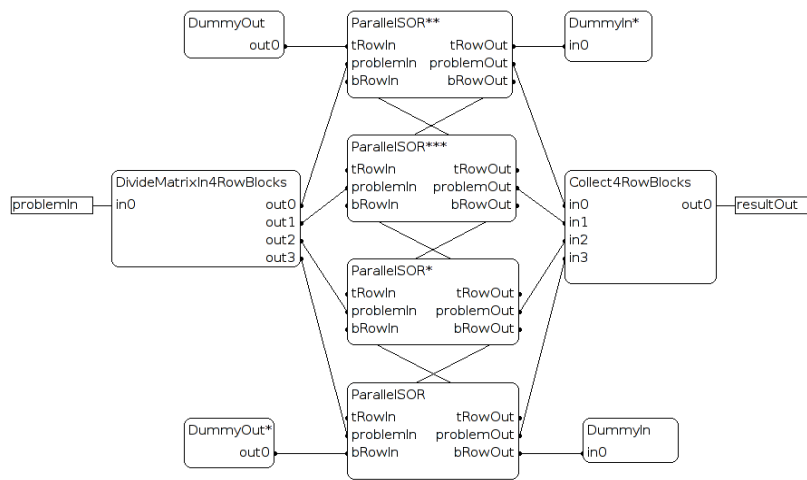 DummyOut
out0
ParallelSOR**
tRowIn tRowOut
problemIn problemOut
bRowIn bRowOut
DummyIn*
in0
ParallelSOR***
tRowIn tRowOut
problemIn problemOut
bRowIn bRowOut
problemIn
DivideMatrixIn4RowBlocks
in0 out0
out1
out2
out3
Collect4RowBlocks
in0 out0
in1
in2
in3
resultOut
ParallelSOR*
tRowIn tRowOut
problemIn problemOut
bRowIn bRowOut
ParallelSOR
tRowIn tRowOut
problemIn problemOut
bRowIn bRowOut
DummyOut*
out0
DummyIn
in0